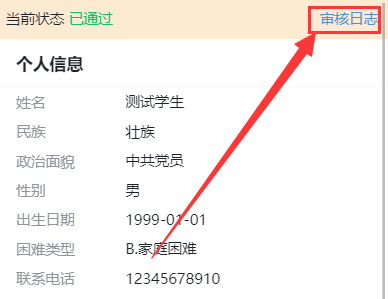 当前状态 已通过 审核日志
个人信息
姓名 测试学生
民族 壮族
政治面貌 中共党员
性别 男
出生日期 1999-01-01
困难类型 B.家庭困难
联系电话 12345678910